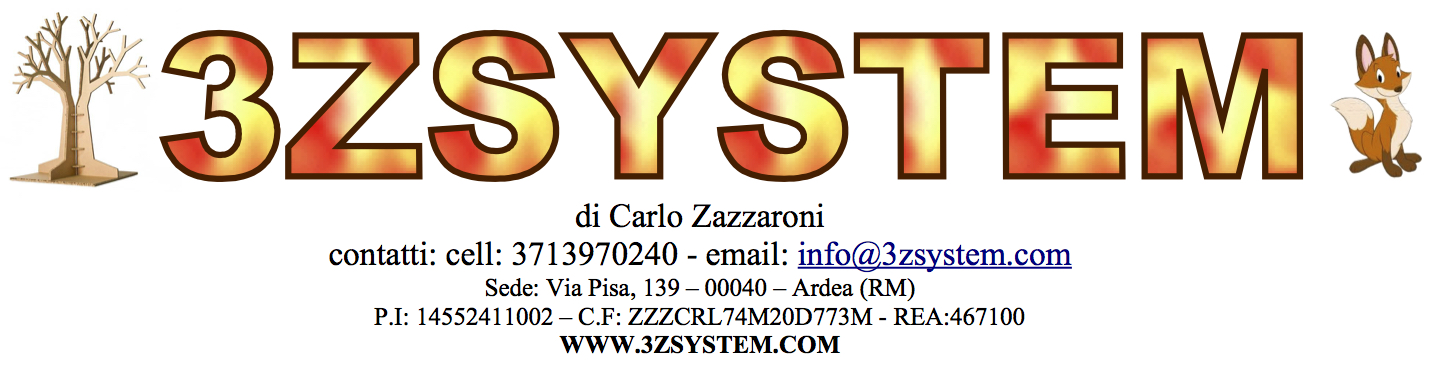 3ZSYSTEM
di Carlo Zazzaroni
contatti: cell: 3713970240 - email: info@3zsystem.com
Sede: Via Pisa, 139 – 00040 – Ardea (RM)
P.I: 14552411002 – C.F: ZZZCRL74M20D773M - REA:467100
WWW.3ZSYSTEM.COM